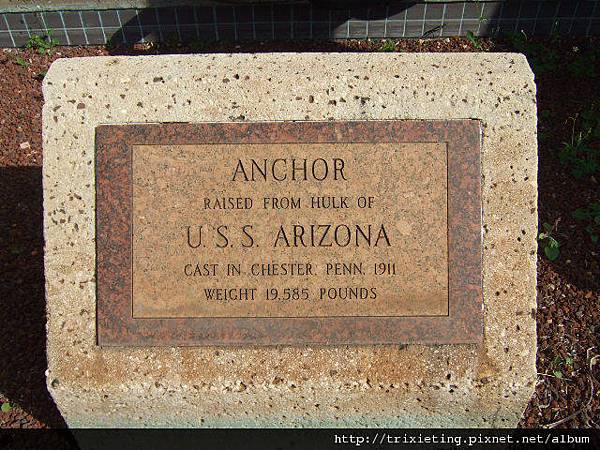 ANCHOR
RAISED FROM HULK OF
U.S.S. ARIZONA
CAST IN CHESTER, PENN. 1911
WEIGHT 19,585 POUNDS
http://trixieting.pixnet.net/album